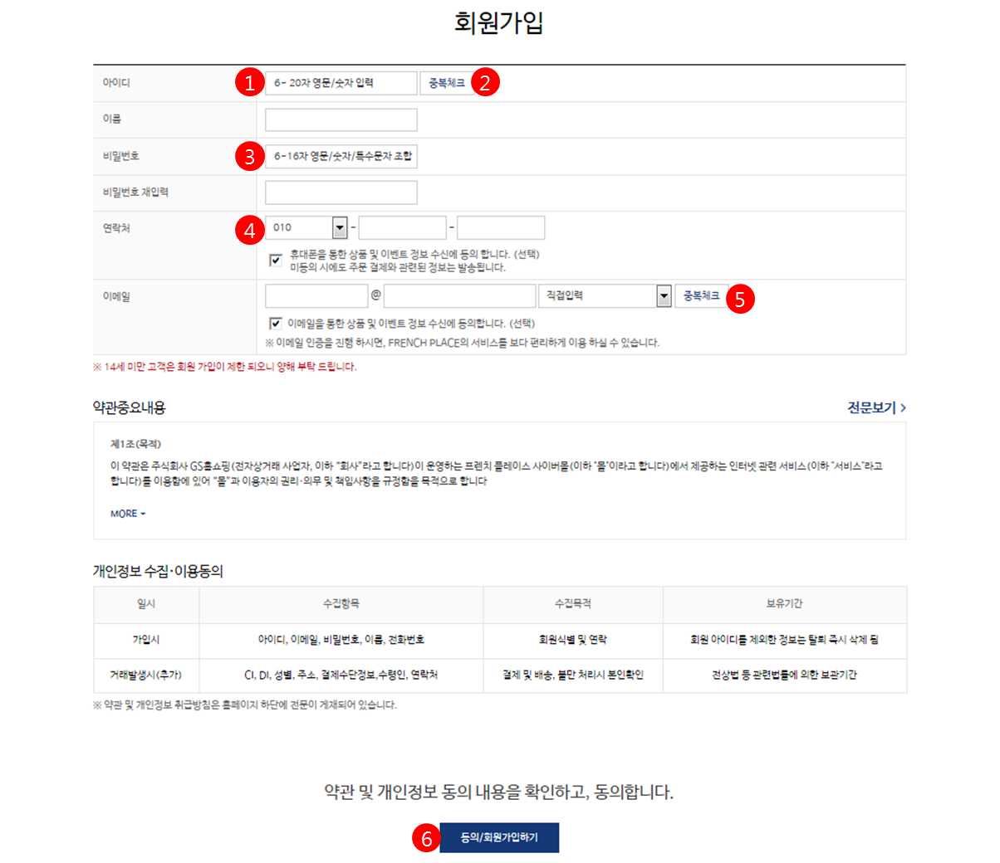 회원가입
아이디 1 6~ 20자 영문/숫자 입력 중복체크 2
이름
비밀번호 3 6~16자 영문/숫자/특수문자 조합
비밀번호 재입력
연락처 4 010 - -
휴대폰을 통한 상품 및 이벤트 정보 수신에 동의 합니다. (선택)
미동의 시에도 주문 결제와 관련된 정보는 발송됩니다.
이메일 @ 직접입력 중복체크 5
이메일을 통한 상품 및 이벤트 정보 수신에 동의합니다. (선택)
※ 이메일 인증을 진행 하시면, FRENCH PLACE의 서비스를 보다 편리하게 이용 하실 수 있습니다.
※ 14세 미만 고객은 회원 가입이 제한 되오니 양해 부탁 드립니다.
약관중요내용 전문보기 >
제1조(목적)
이 약관은 주식회사 GS홈쇼핑(전자상거래 사업자, 이하 "회사"라고 합니다)이 운영하는 프렌치 플레이스 사이버몰(이하 "몰"이라고 합니다)에서 제공하는 인터넷 관련 서비스(이하 "서비스"라고
합니다)를 이용함에 있어 "몰"과 이용자의 권리·의무 및 책임사항을 규정함을 목적으로 합니다
MORE
개인정보 수집·이용동의
일시 수집항목 수집목적 보유기간
가입시 아이디, 이메일, 비밀번호, 이름, 전화번호 회원식별 및 연락 회원 아이디를 제외한 정보는 탈퇴 즉시 삭제 됨
거래발생시(추가) CI, DI, 성별, 주소, 결제수단정보,수령인, 연락처 결제 및 배송, 불만 처리시 본인확인 전상법 등 관련법률에 의한 보관기간
※ 약관 및 개인정보 취급방침은 홈페이지 하단에 전문이 게재되어 있습니다.
약관 및 개인정보 동의 내용을 확인하고, 동의합니다.
6 동의/회원가입하기